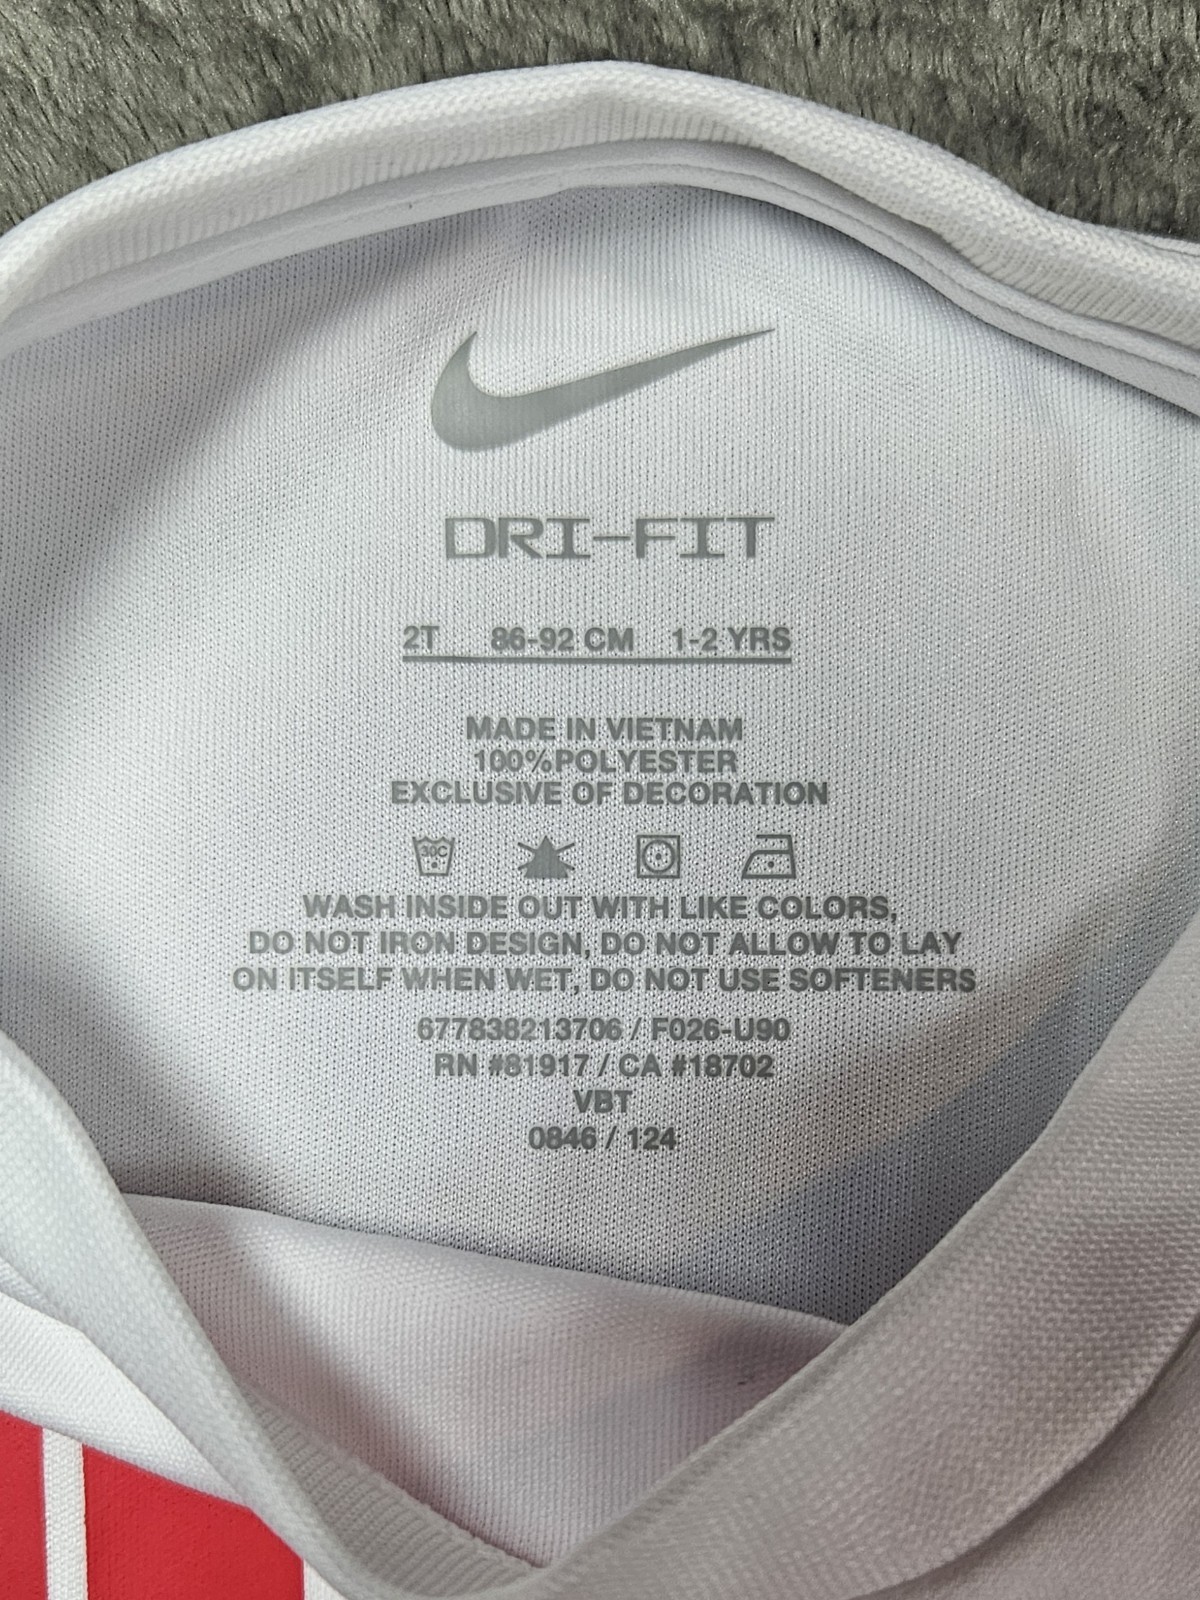 DRI-FIT
2T 86-92 CM 1-2 YRS
MADE IN VIETNAM
100%POLYESTER
EXCLUSIVE OF DECORATION
30C
WASH INSIDE OUT WITH LIKE COLORS,
DO NOT IRON DESIGN, DO NOT ALLOW TO LAY
ON ITSELF WHEN WET, DO NOT USE SOFTENERS
677838213706 / F026-U90
RN #81917 / CA #18702
VBT
0846 / 124